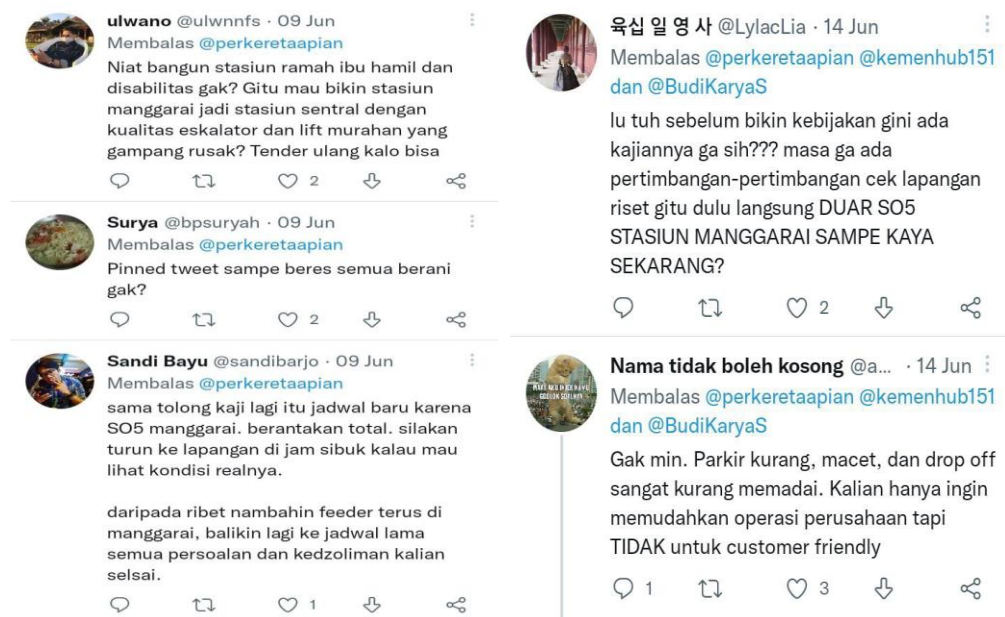 ulwano @ulwnnfs · 09 Jun
Membalas @perkeretaapian
Niat bangun stasiun ramah ibu hamil dan
disabilitas gak? Gitu mau bikin stasiun
manggarai jadi stasiun sentral dengan
kualitas eskalator dan lift murahan yang
gampang rusak? Tender ulang kalo bisa
2
Surya @bpsuryah · 09 Jun
Membalas @perkeretaapian
Pinned tweet sampe beres semua berani
gak?
2
Sandi Bayu @sandibarjo · 09 Jun
Membalas @perkeretaapian
sama tolong kaji lagi itu jadwal baru karena
SO5 manggarai. berantakan total. silakan
turun ke lapangan di jam sibuk kalau mau
lihat kondisi realnya.
daripada ribet nambahin feeder terus di
manggarai, balikin lagi ke jadwal lama
semua persoalan dan kedzoliman kalian
selsai.
1
육십 일 영 사 @LylacLia · 14 Jun
Membalas @perkeretaapian @kemenhub151
dan @BudiKaryaS
lu tuh sebelum bikin kebijakan gini ada
kajiannya ga sih??? masa ga ada
pertimbangan-pertimbangan cek lapangan
riset gitu dulu langsung DUAR SO5
STASIUN MANGGARAI SAMPE KAYA
SEKARANG?
2
Nama tidak boleh kosong @a... · 14 Jun
Membalas @perkeretaapian @kemenhub151
dan @BudiKaryaS
Gak min. Parkir kurang, macet, dan drop off
sangat kurang memadai. Kalian hanya ingin
memudahkan operasi perusahaan tapi
TIDAK untuk customer friendly
1 3